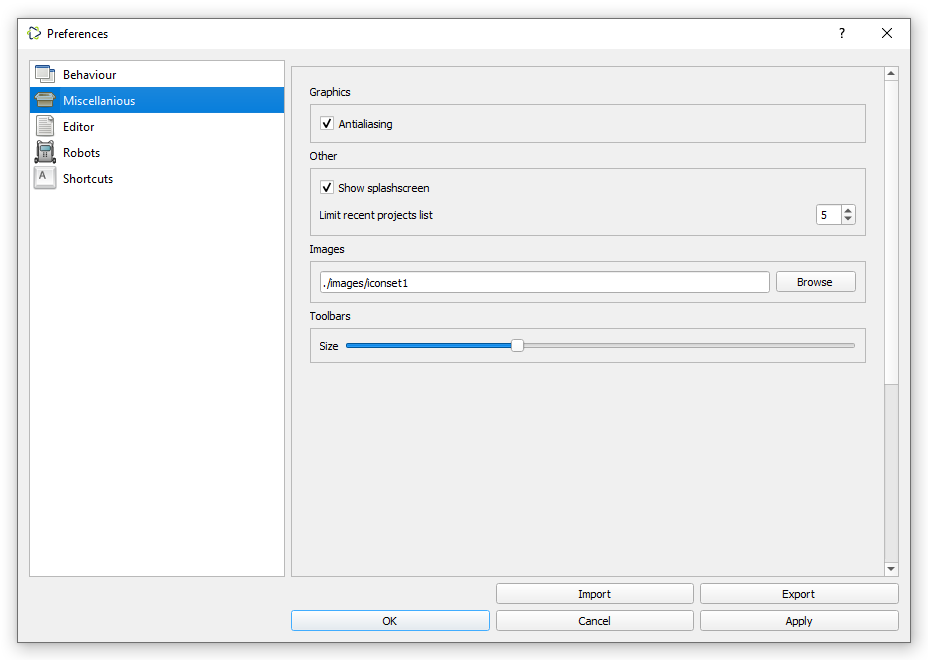 Preferences
?
Behaviour
Miscellanious
Editor
Robots
A
Shortcuts
Graphics
Antialiasing
Other
Show splashscreen
Limit recent projects list
5
Images
./images/iconset1
Browse
Toolbars
Size
Import
Export
OK
Cancel
Apply